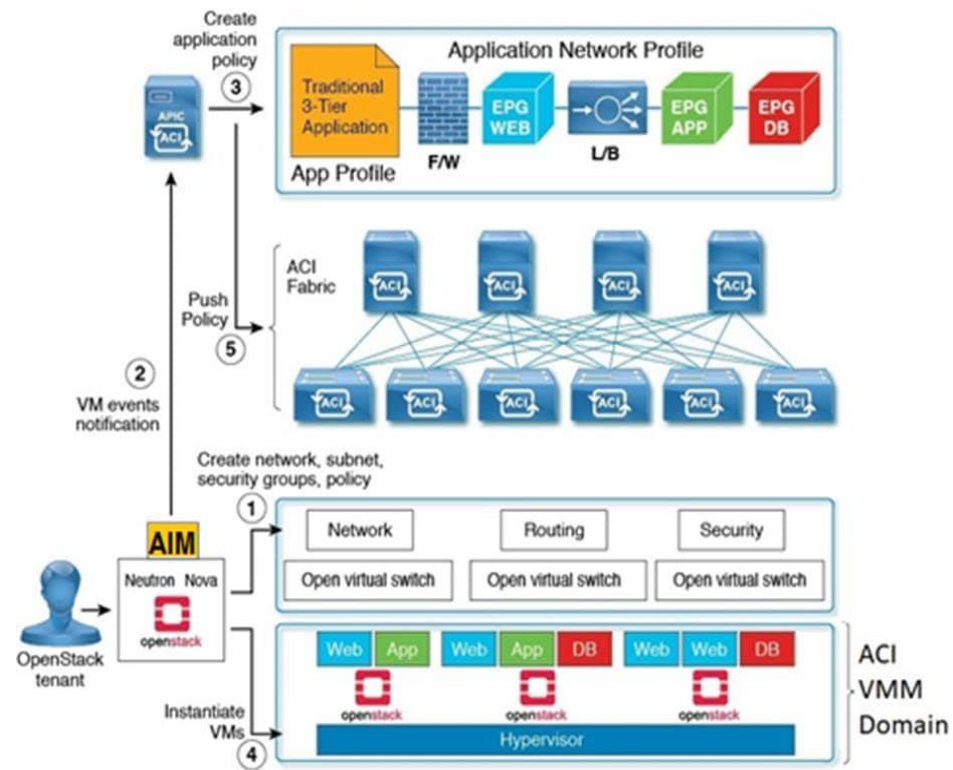 Create
application
policy
3
Application Network Profile
APIC
ACI
Traditional
3-Tier
Application
App Profile
F/W
EPG
WEB
L/B
EPG
APP
EPG
DB
ACI
Fabric
ACI
ACI
ACI
ACI
Push
Policy
5
ACI
ACI
ACI
ACI
ACI
ACI
2
VM events
notification
Create network, subnet,
security groups, policy
1
Network
Routing
Security
Open virtual switch
Open virtual switch
Open virtual switch
AIM
Neutron Nova
openstack
OpenStack
tenant
Web App
Web App DB
Web Web DB
openstack
openstack
openstack
Instantiate
VMs
4
Hypervisor
ACI
VMM
Domain